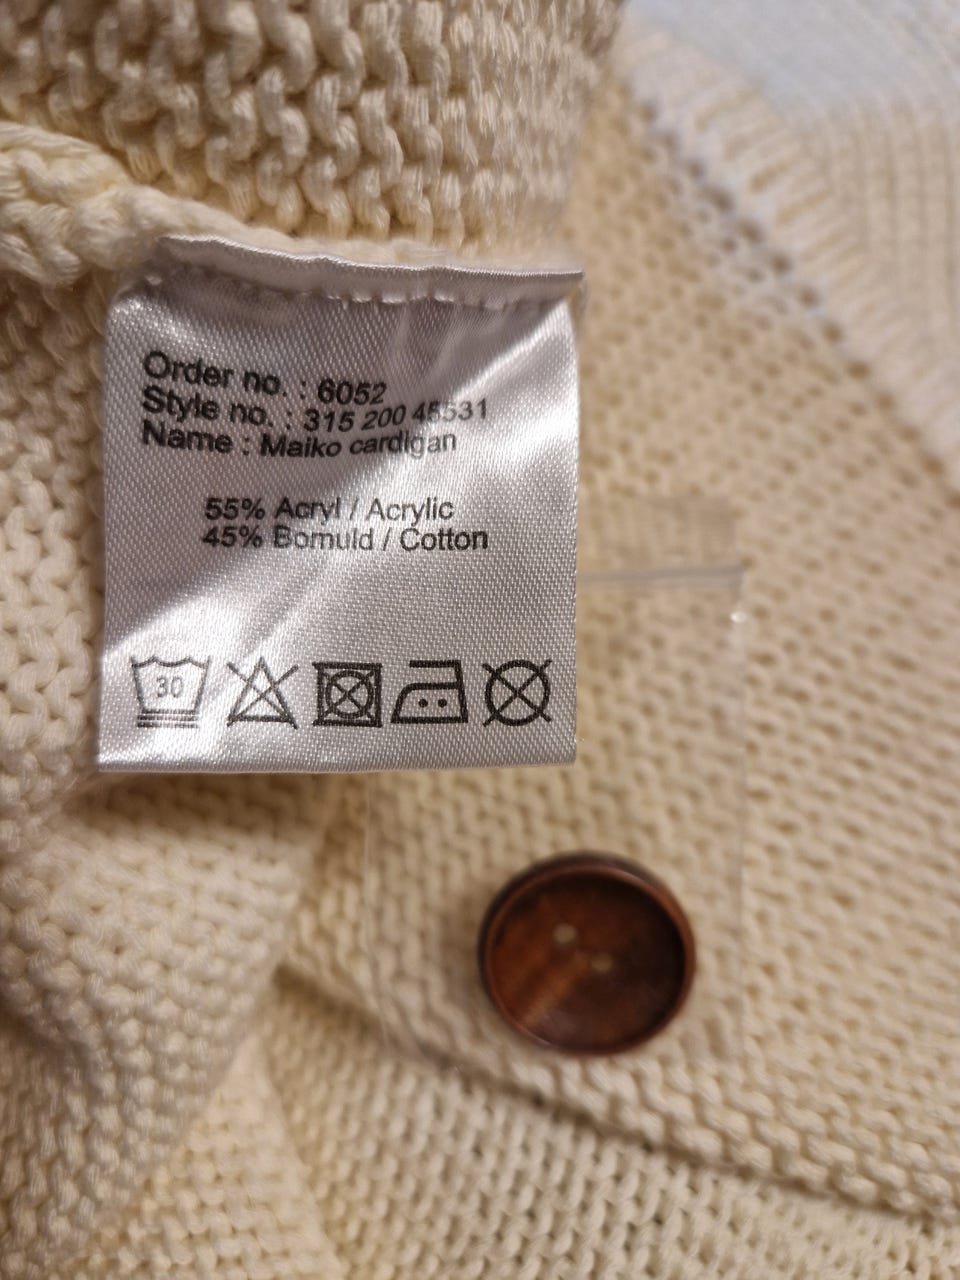 Order no. : 6052
Style no. : 315 200 45531
Name : Maiko cardigan
55% Acryl / Acrylic
45% Bomuld / Cotton
30